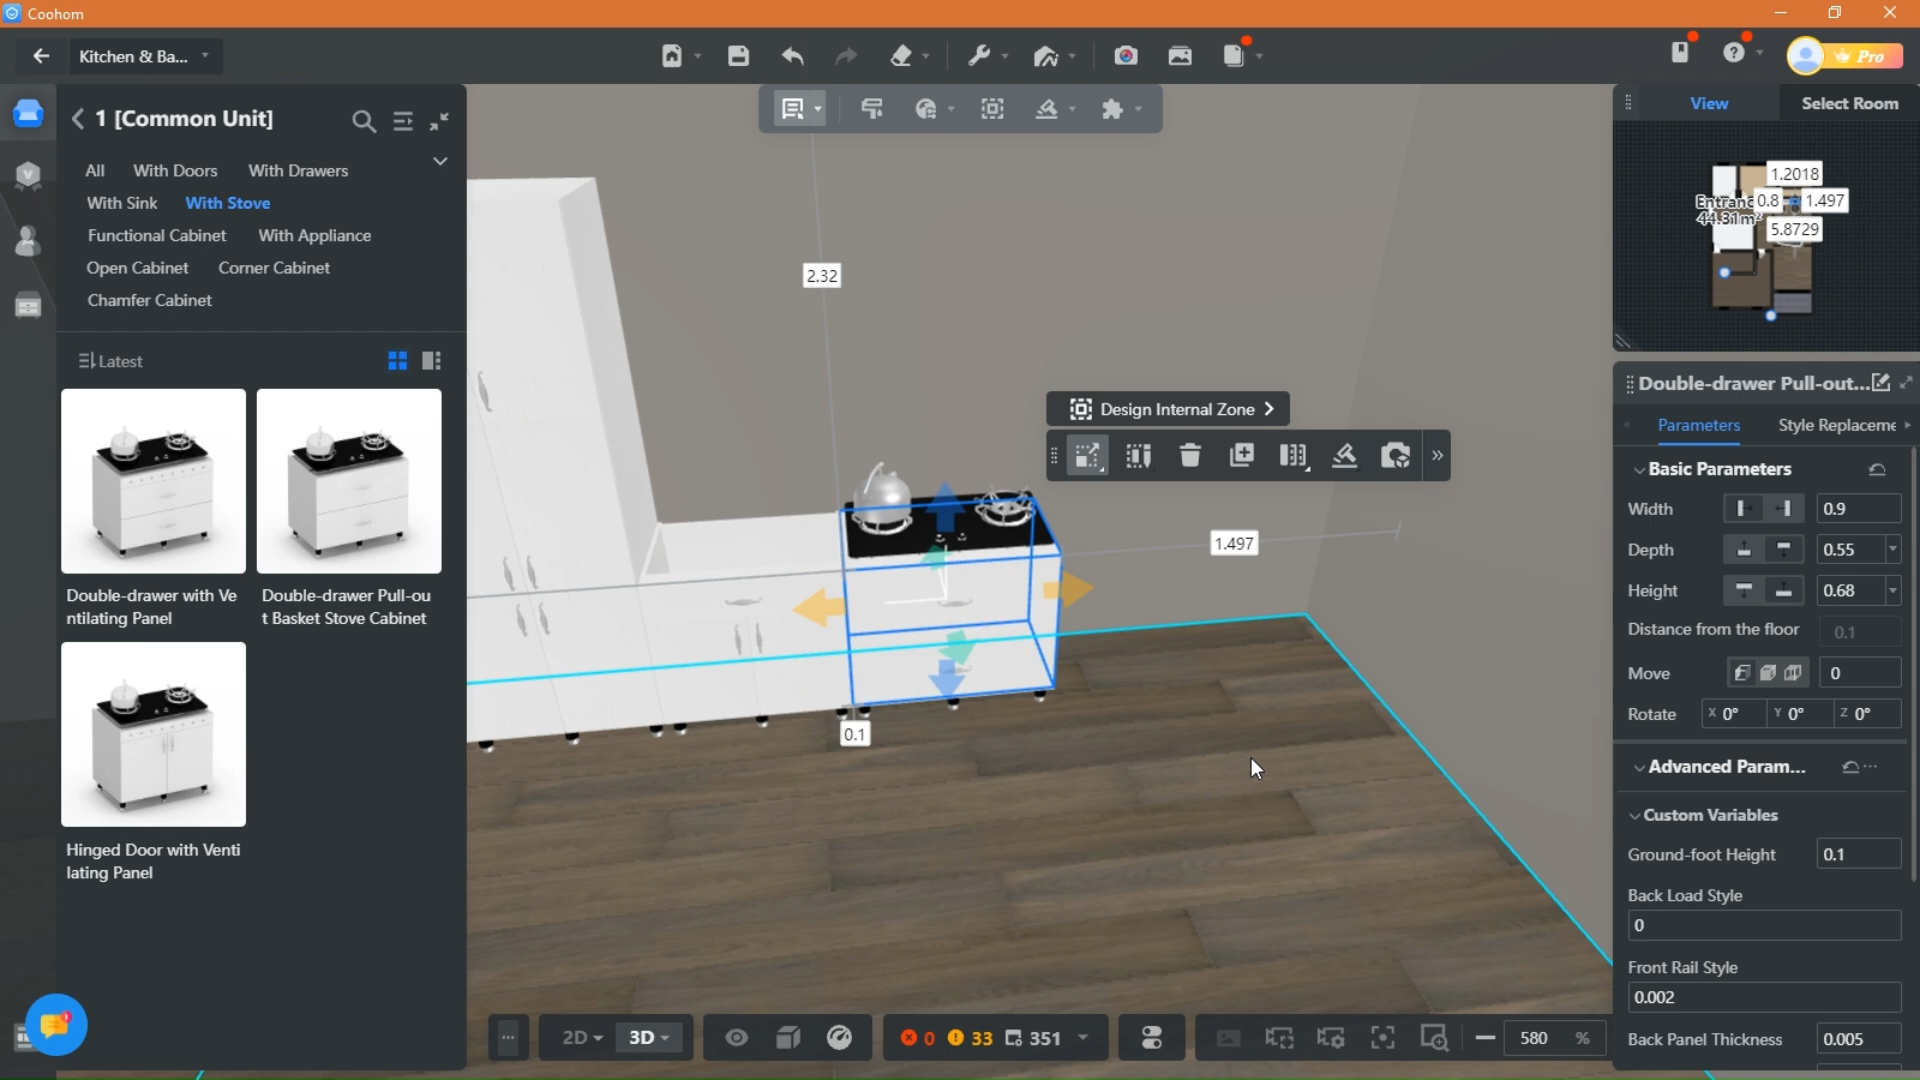 Coohom
Kitchen & Ba...
Pro
1 [Common Unit]
All With Doors With Drawers
With Sink With Stove
Functional Cabinet With Appliance
Open Cabinet Corner Cabinet
Chamfer Cabinet
Latest
Double-drawer with Ve
ntilating Panel
Double-drawer Pull-ou
t Basket Stove Cabinet
Hinged Door with Venti
lating Panel
2.32
Design Internal Zone
1.497
0.1
2D 3D
0 33 351
580 %
View Select Room
1.2018
Entranc 0.8 1.497
44.81m²
5.8729
Double-drawer Pull-out...
Parameters Style Replaceme
Basic Parameters
Width 0.9
Depth 0.55
Height 0.68
Distance from the floor 0.1
Move 0
Rotate X 0° Y 0° Z 0°
Advanced Param...
Custom Variables
Ground-foot Height 0.1
Back Load Style
0
Front Rail Style
0.002
Back Panel Thickness 0.005